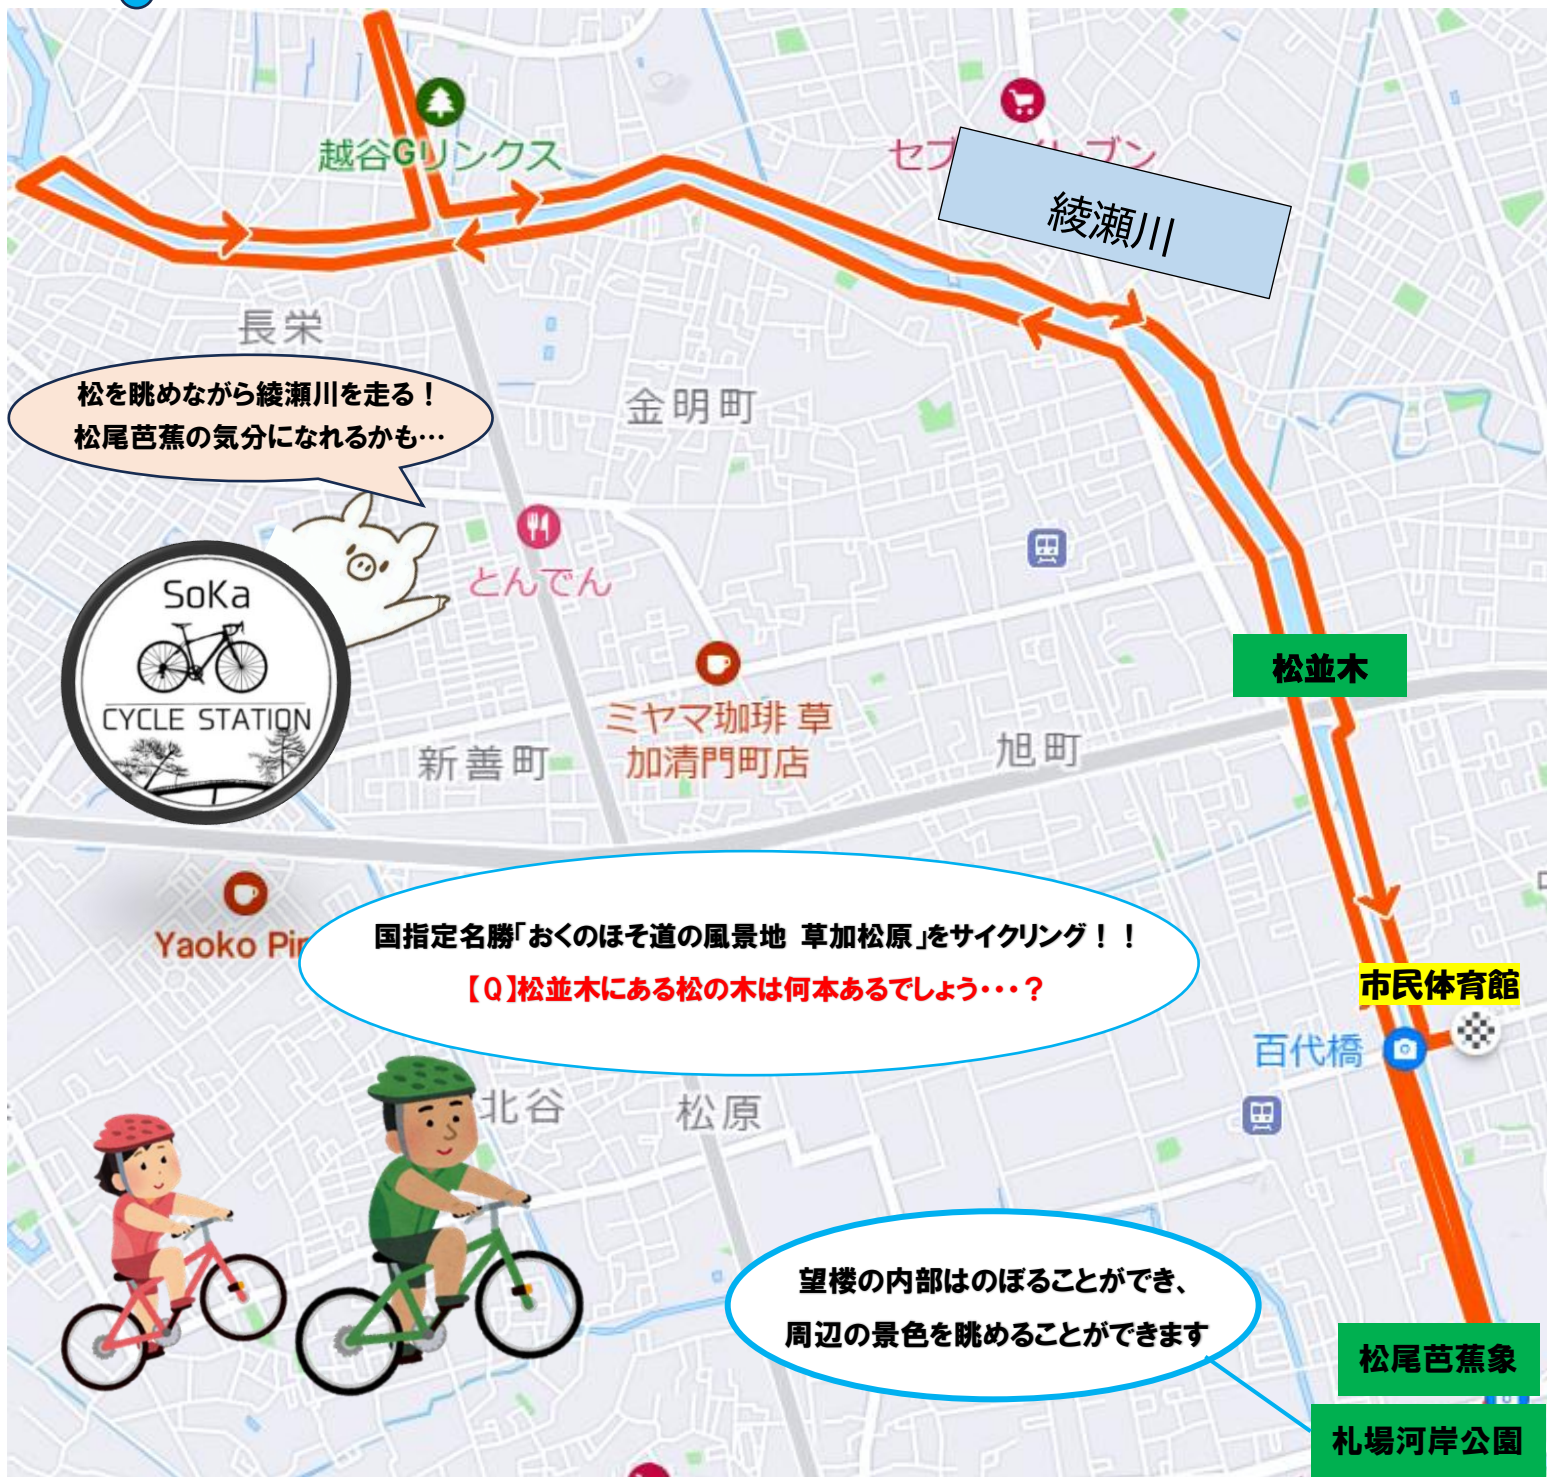 越谷Gリンクス
綾瀬川
長栄
松を眺めながら綾瀬川を走る！
松尾芭蕉の気分になれるかも…
金明町
とんでん
SoKa
CYCLE STATION
松並木
ミヤマ珈琲 草
加清門町店
新善町
旭町
Yaoko
国指定名勝「おくのほそ道の風景地 草加松原」をサイクリング！！
【Q】松並木にある松の木は何本あるでしょう・・・？
市民体育館
百代橋
北谷
松原
望楼の内部はのぼることができ、
周辺の景色を眺めることができます
松尾芭蕉象
札場河岸公園